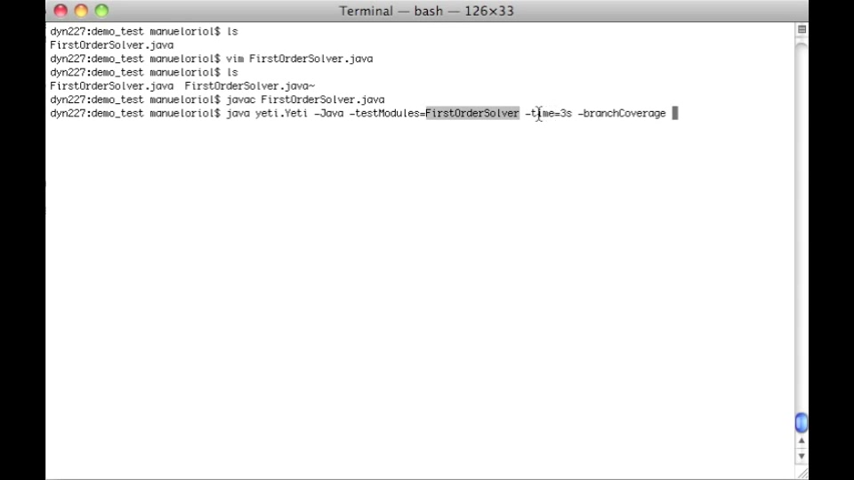 Terminal — bash — 126×33
dyn227:demo_test manueloriol$ ls
FirstOrderSolver.java
dyn227:demo_test manueloriol$ vim FirstOrderSolver.java
dyn227:demo_test manueloriol$ ls
FirstOrderSolver.java  FirstOrderSolver.java~
dyn227:demo_test manueloriol$ javac FirstOrderSolver.java
dyn227:demo_test manueloriol$ java yeti.Yeti -Java -testModules=FirstOrderSolver -time=3s -branchCoverage